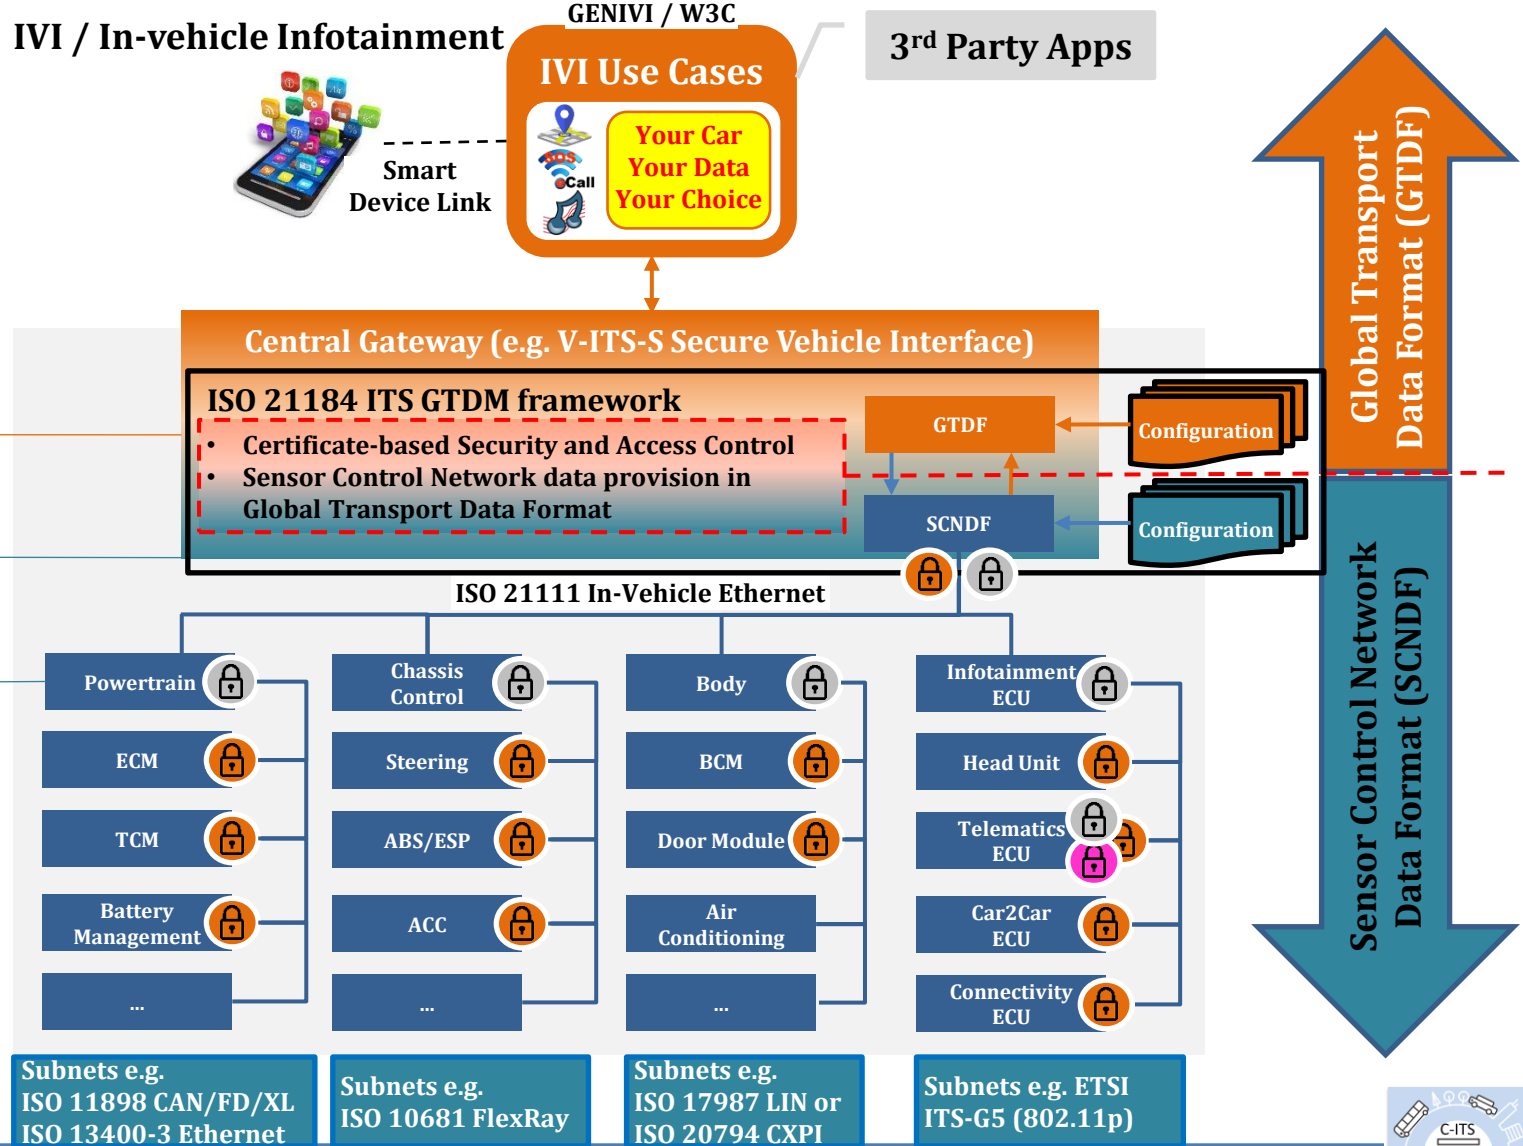 GENIVI / W3C
IVI / In-vehicle Infotainment
IVI Use Cases
3rd Party Apps
Your Car
Your Data
Your Choice
SOS
eCall
Smart
Device Link
Global Transport
Data Format (GTDF)
Central Gateway (e.g. V-ITS-S Secure Vehicle Interface)
ISO 21184 ITS GTDM framework
• Certificate-based Security and Access Control
• Sensor Control Network data provision in
Global Transport Data Format
GTDF
Configuration
SCNDF
Configuration
Sensor Control Network
Data Format (SCNDF)
ISO 21111 In-Vehicle Ethernet
Powertrain
ECM
TCM
Battery
Management
...
Chassis
Control
Steering
ABS/ESP
ACC
...
Body
BCM
Door Module
Air
Conditioning
...
Infotainment
ECU
Head Unit
Telematics
ECU
Car2Car
ECU
Connectivity
ECU
Subnets e.g.
ISO 11898 CAN/FD/XL
ISO 13400-3 Ethernet
Subnets e.g.
ISO 10681 FlexRay
Subnets e.g.
ISO 17987 LIN or
ISO 20794 CXPI
Subnets e.g. ETSI
ITS-G5 (802.11p)
C-ITS